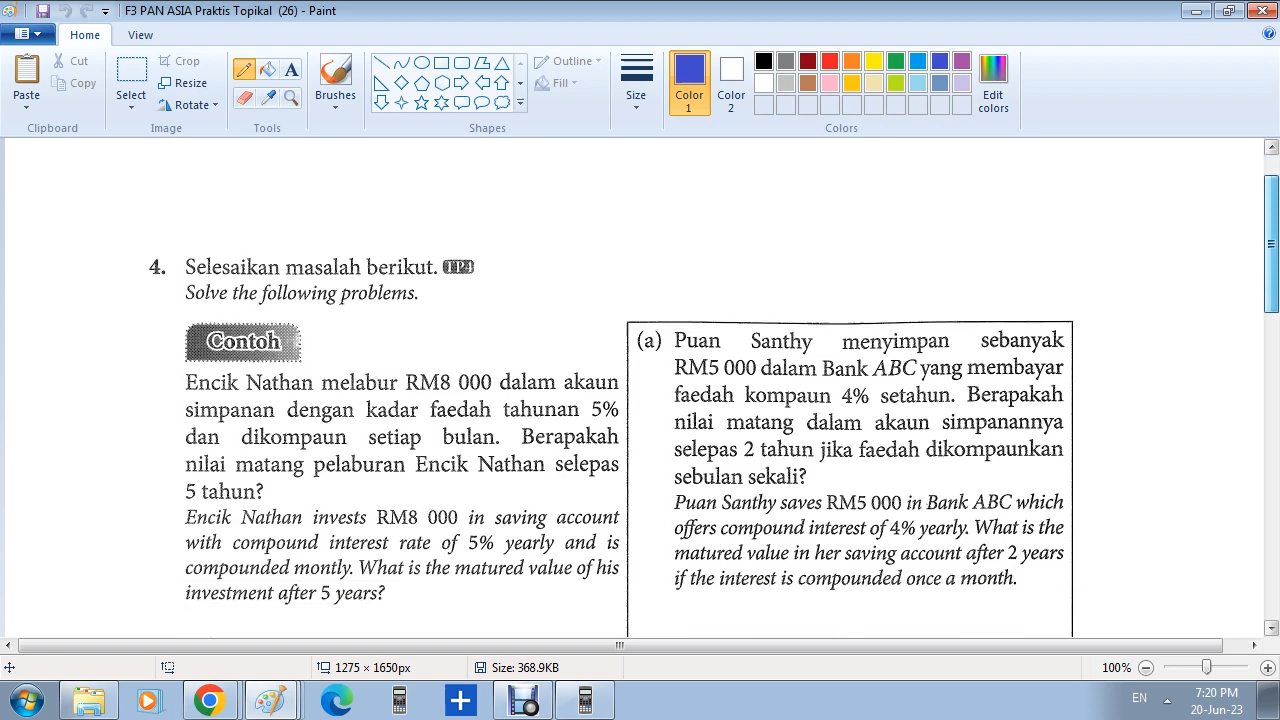 F3 PAN ASIA Praktis Topikal (26) - Paint
Home
View
Paste
Cut
Copy
Clipboard
Select
Crop
Resize
Rotate
Image
Tools
Brushes
Shapes
Outline
Fill
Size
Color
1
Color
2
Edit
colors
Colors
4. Selesaikan masalah berikut.
Solve the following problems.
Contoh
Encik Nathan melabur RM8 000 dalam akaun
simpanan dengan kadar faedah tahunan 5%
dan dikompaun setiap bulan. Berapakah
nilai matang pelaburan Encik Nathan selepas
5 tahun?
Encik Nathan invests RM8 000 in saving account
with compound interest rate of 5% yearly and is
compounded montly. What is the matured value of his
investment after 5 years?
(a) Puan Santhy menyimpan sebanyak
RM5 000 dalam Bank ABC yang membayar
faedah kompaun 4% setahun. Berapakah
nilai matang dalam akaun simpanannya
selepas 2 tahun jika faedah dikompaunkan
sebulan sekali?
Puan Santhy saves RM5 000 in Bank ABC which
offers compound interest of 4% yearly. What is the
matured value in her saving account after 2 years
if the interest is compounded once a month.
1275 × 1650px
Size: 368.9KB
100%
EN
7:20 PM
20-Jun-23